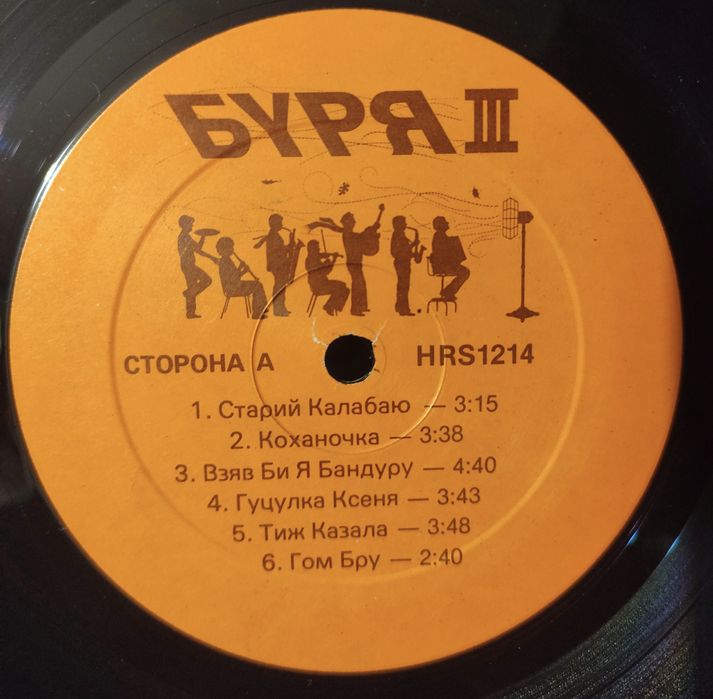 БУРЯ III
СТОРОНА А
HRS1214
1. Старий Калабаю — 3:15
2. Коханочка — 3:38
3. Взяв Би Я Бандуру — 4:40
4. Гуцулка Ксеня — 3:43
5. Тиж Казала — 3:48
6. Гом Бру — 2:40